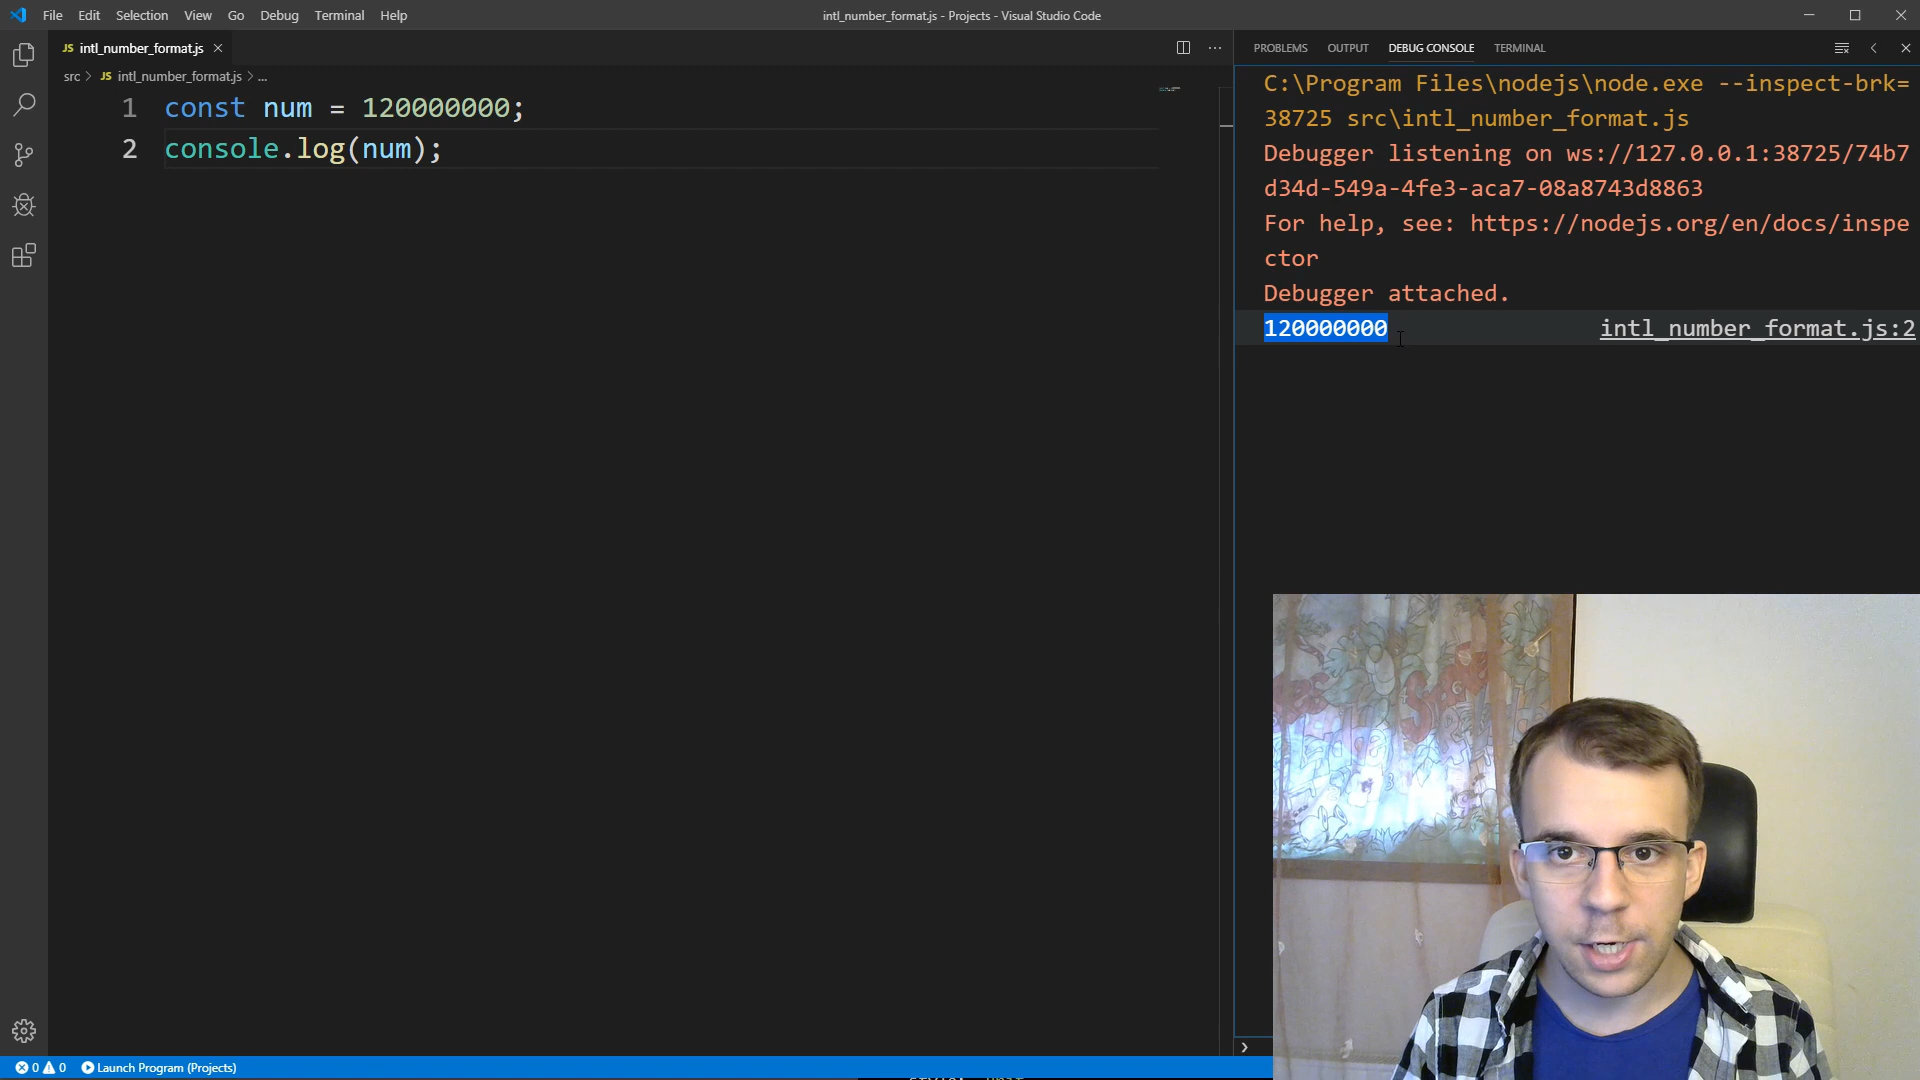 File Edit Selection View Go Debug Terminal Help
intl_number_format.js - Projects - Visual Studio Code
JS intl_number_format.js
PROBLEMS OUTPUT DEBUG CONSOLE TERMINAL
src > JS intl_number_format.js > ...
1 const num = 120000000;
2 console.log(num);
C:\Program Files\nodejs\node.exe --inspect-brk=
38725 src\intl_number_format.js
Debugger listening on ws://127.0.0.1:38725/74b7
d34d-549a-4fe3-aca7-08a8743d8863
For help, see: https://nodejs.org/en/docs/inspe
ctor
Debugger attached.
120000000 intl_number_format.js:2
0 0 Launch Program (Projects)